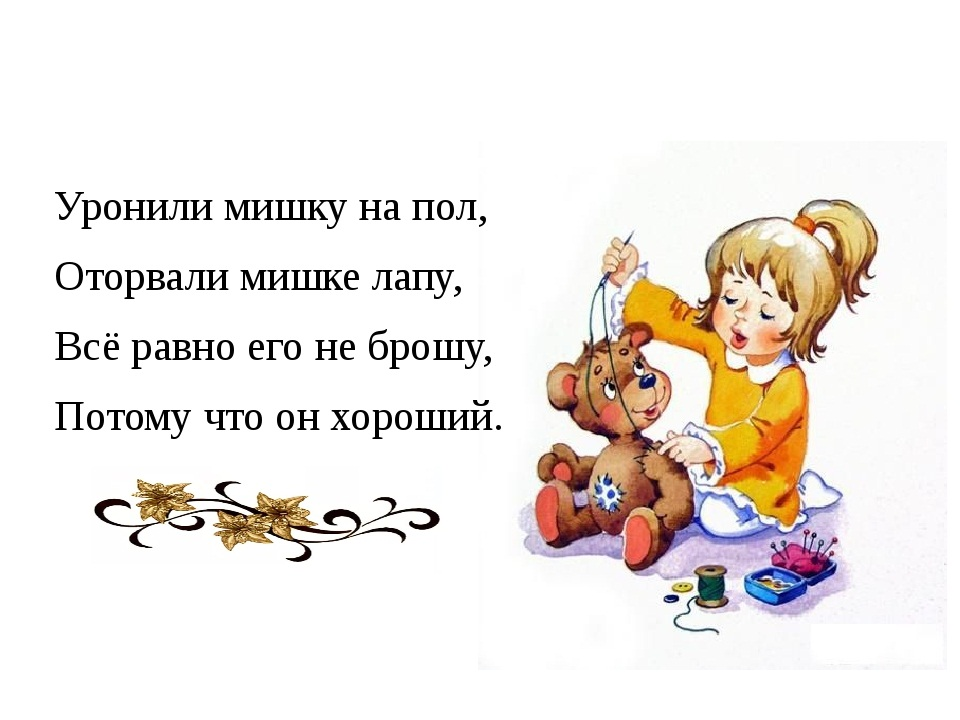 Уронили мишку на пол,
Оторвали мишке лапу,
Всё равно его не брошу,
Потому что он хороший.